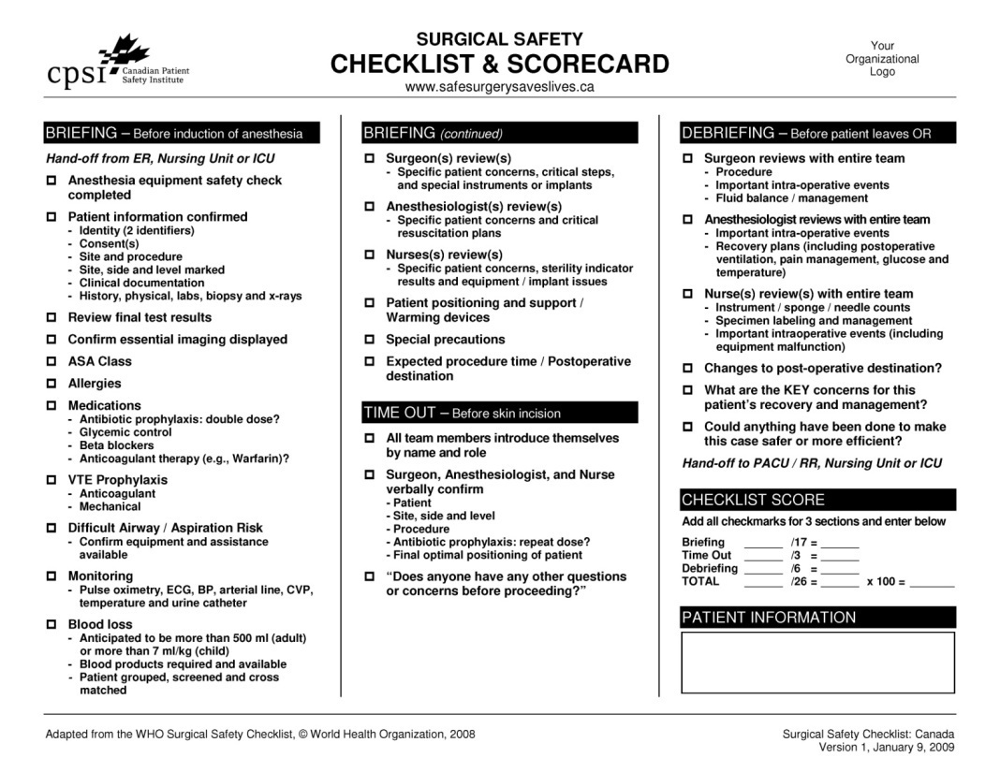 cpsi Canadian Patient
Safety Institute
SURGICAL SAFETY
CHECKLIST & SCORECARD
www.safesurgerysaveslives.ca
Your
Organizational
Logo
BRIEFING – Before induction of anesthesia
Hand-off from ER, Nursing Unit or ICU
Anesthesia equipment safety check
completed
Patient information confirmed
- Identity (2 identifiers)
- Consent(s)
- Site and procedure
- Site, side and level marked
- Clinical documentation
- History, physical, labs, biopsy and x-rays
Review final test results
Confirm essential imaging displayed
ASA Class
Allergies
Medications
- Antibiotic prophylaxis: double dose?
- Glycemic control
- Beta blockers
- Anticoagulant therapy (e.g., Warfarin)?
VTE Prophylaxis
- Anticoagulant
- Mechanical
Difficult Airway / Aspiration Risk
- Confirm equipment and assistance
available
Monitoring
- Pulse oximetry, ECG, BP, arterial line, CVP,
temperature and urine catheter
Blood loss
- Anticipated to be more than 500 ml (adult)
or more than 7 ml/kg (child)
- Blood products required and available
- Patient grouped, screened and cross
matched
BRIEFING (continued)
Surgeon(s) review(s)
- Specific patient concerns, critical steps,
and special instruments or implants
Anesthesiologist(s) review(s)
- Specific patient concerns and critical
resuscitation plans
Nurses(s) review(s)
- Specific patient concerns, sterility indicator
results and equipment / implant issues
Patient positioning and support /
Warming devices
Special precautions
Expected procedure time / Postoperative
destination
TIME OUT – Before skin incision
All team members introduce themselves
by name and role
Surgeon, Anesthesiologist, and Nurse
verbally confirm
- Patient
- Site, side and level
- Procedure
- Antibiotic prophylaxis: repeat dose?
- Final optimal positioning of patient
“Does anyone have any other questions
or concerns before proceeding?”
DEBRIEFING – Before patient leaves OR
Surgeon reviews with entire team
- Procedure
- Important intra-operative events
- Fluid balance / management
Anesthesiologist reviews with entire team
- Important intra-operative events
- Recovery plans (including postoperative
ventilation, pain management, glucose and
temperature)
Nurse(s) review(s) with entire team
- Instrument / sponge / needle counts
- Specimen labeling and management
- Important intraoperative events (including
equipment malfunction)
Changes to post-operative destination?
What are the KEY concerns for this
patient’s recovery and management?
Could anything have been done to make
this case safer or more efficient?
Hand-off to PACU / RR, Nursing Unit or ICU
CHECKLIST SCORE
Add all checkmarks for 3 sections and enter below
Briefing ______ /17 = ______
Time Out ______ /3 = ______
Debriefing ______ /6 = ______
TOTAL ______ /26 = ______ x 100 = _______
PATIENT INFORMATION
Adapted from the WHO Surgical Safety Checklist, © World Health Organization, 2008
Surgical Safety Checklist: Canada
Version 1, January 9, 2009